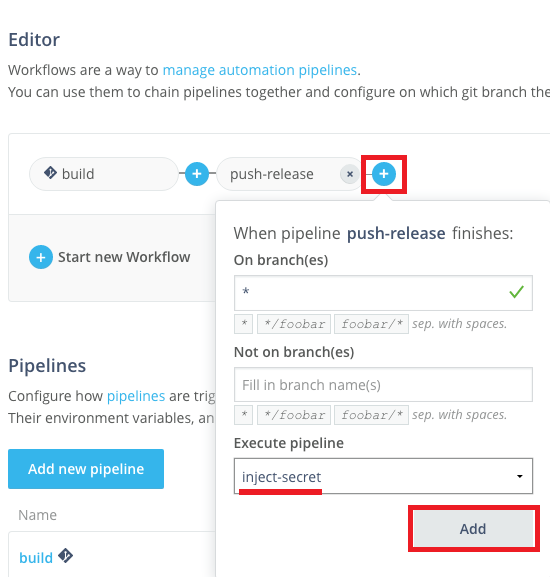 Editor
Workflows are a way to manage automation pipelines.
You can use them to chain pipelines together and configure on which git branch the
build
push-release
Start new Workflow
When pipeline push-release finishes:
On branch(es)
*
* */foobar foobar/* sep. with spaces.
Not on branch(es)
Fill in branch name(s)
* */foobar foobar/* sep. with spaces.
Execute pipeline
inject-secret
Add
Pipelines
Configure how pipelines are trig
Their environment variables, an
Add new pipeline
Name
build